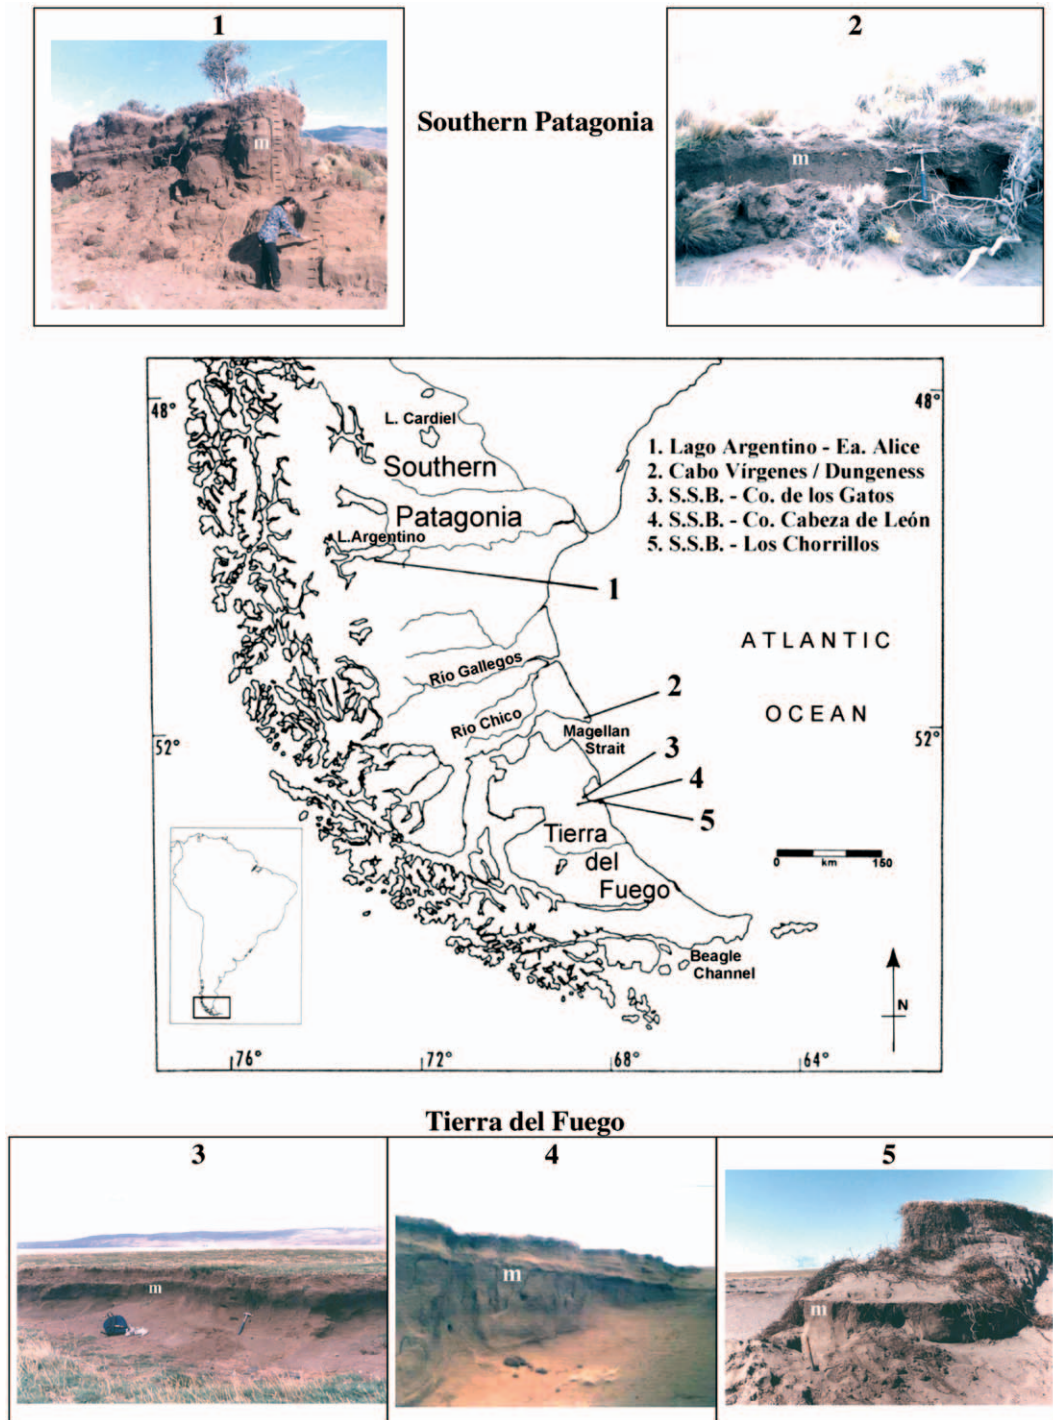 1
m
Southern Patagonia
2
m
48°
48°
L. Cardiel
Southern
Patagonia
L.Argentino
1. Lago Argentino - Ea. Alice
2. Cabo Vírgenes / Dungeness
3. S.S.B. - Co. de los Gatos
4. S.S.B. - Co. Cabeza de León
5. S.S.B. - Los Chorrillos
1
ATLANTIC
OCEAN
Río Gallegos
2
Río Chico
Magellan
Strait
52°
52°
3
4
5
Tierra
del
Fuego
0 km 150
Beagle
Channel
N
76°
72°
68°
64°
Tierra del Fuego
3
m
4
m
5
m